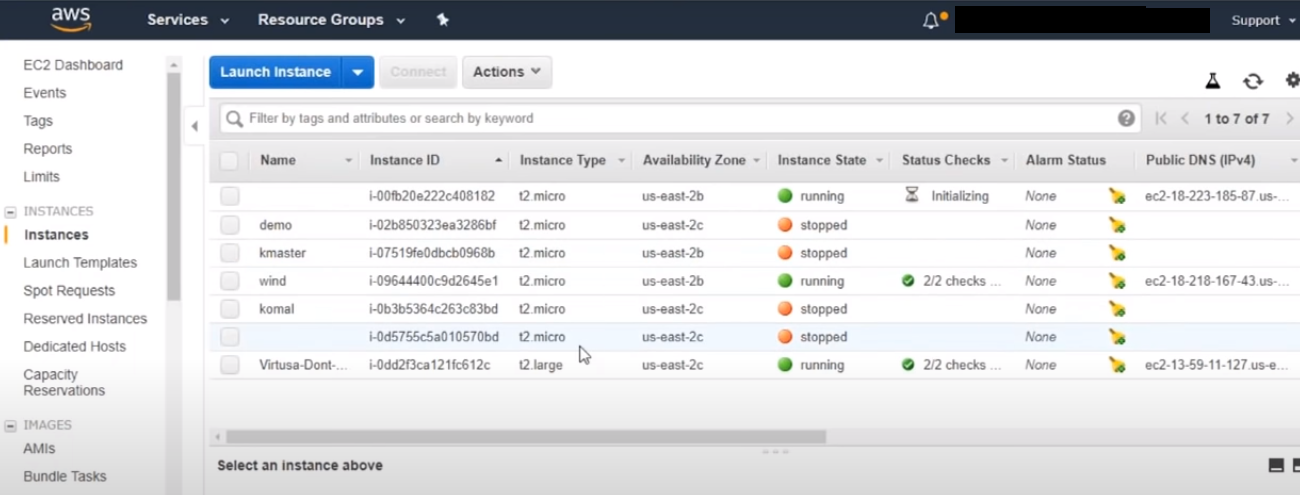 aws Services Resource Groups Support
EC2 Dashboard
Events
Tags
Reports
Limits
INSTANCES
Instances
Launch Templates
Spot Requests
Reserved Instances
Dedicated Hosts
Capacity
Reservations
IMAGES
AMIs
Bundle Tasks
Launch Instance Connect Actions
Filter by tags and attributes or search by keyword ? 1 to 7 of 7
Name Instance ID Instance Type Availability Zone Instance State Status Checks Alarm Status Public DNS (IPv4)
i-00fb20e222c408182 t2.micro us-east-2b running Initializing None ec2-18-223-185-87.us-...
demo i-02b850323ea3286bf t2.micro us-east-2c stopped None
kmaster i-07519fe0dbcb0968b t2.micro us-east-2b stopped None
wind i-09644400c9d2645e1 t2.micro us-east-2b running 2/2 checks ... None ec2-18-218-167-43.us-...
komal i-0b3b5364c263c83bd t2.micro us-east-2c stopped None
i-0d5755c5a010570bd t2.micro us-east-2c stopped None
Virtusa-Dont-... i-0dd2f3ca121fc612c t2.large us-east-2c running 2/2 checks ... None ec2-13-59-11-127.us-e...
Select an instance above